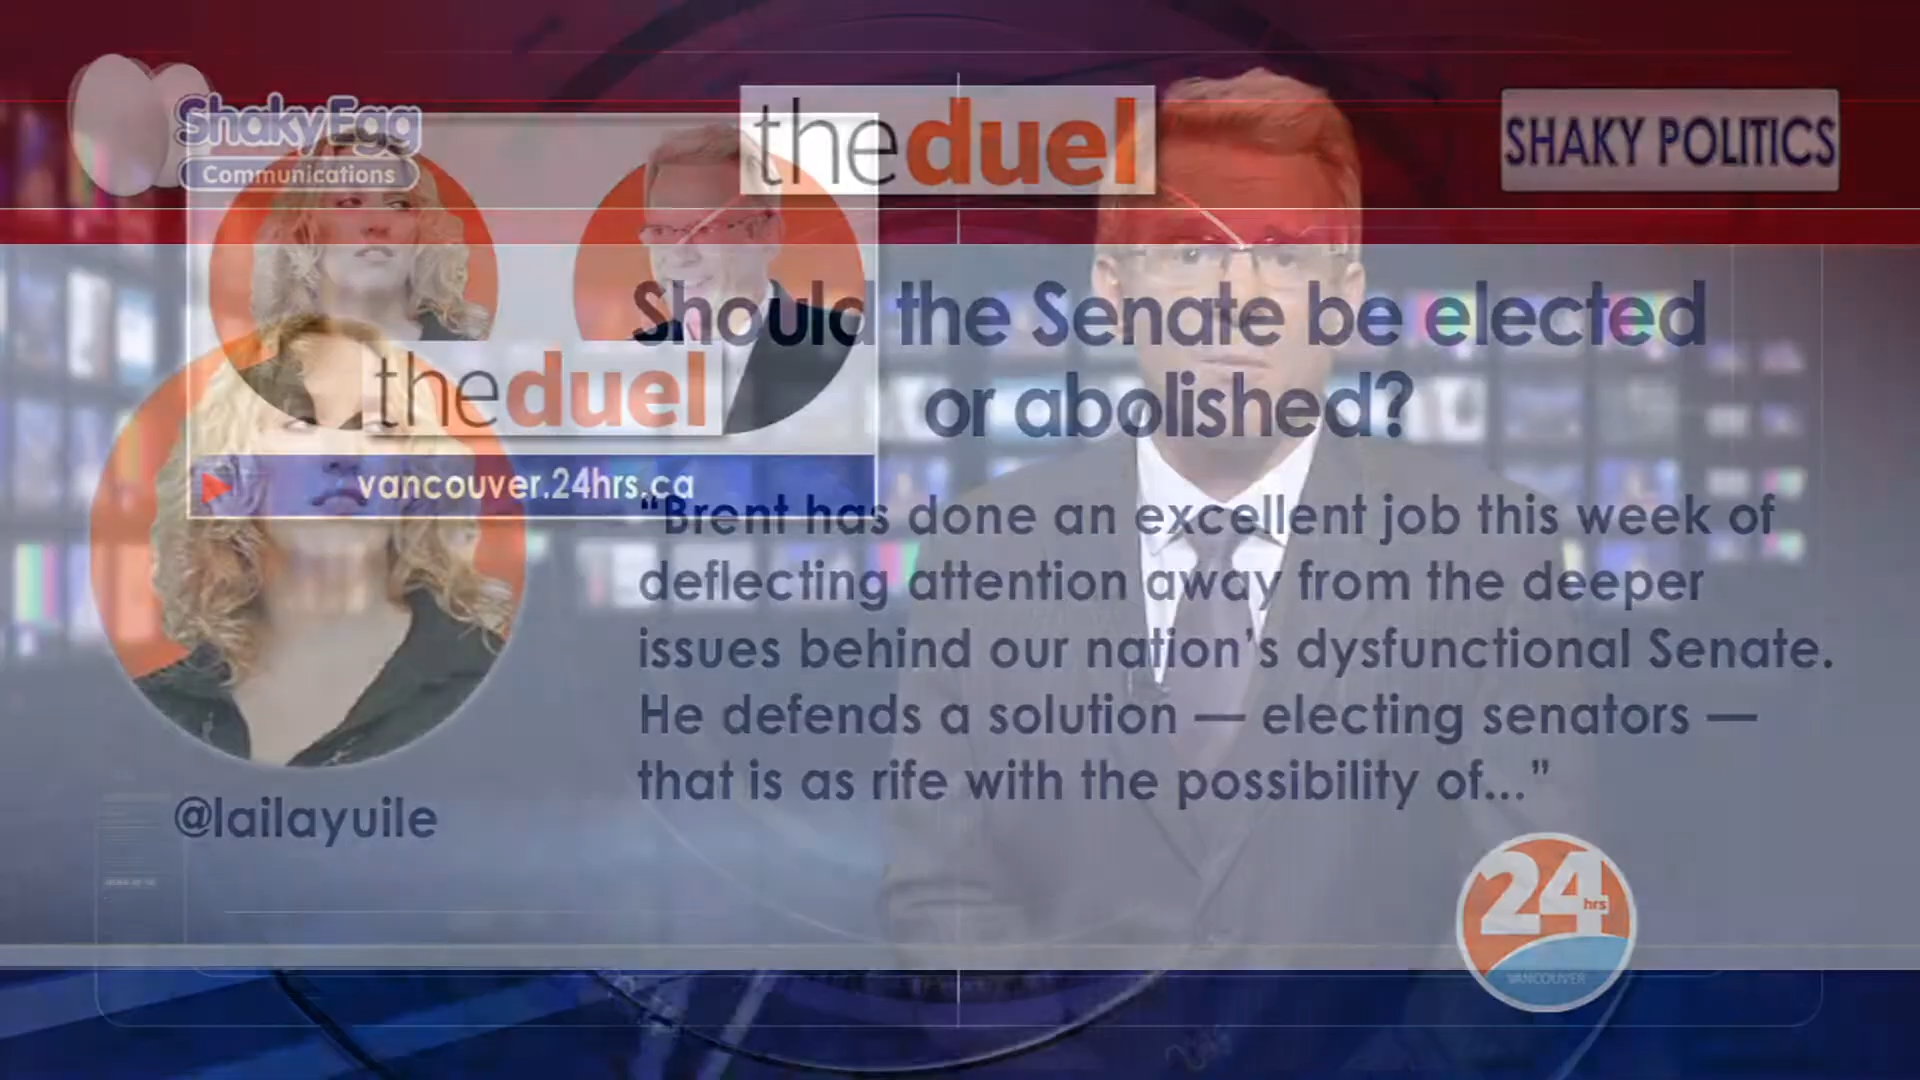 ShakyEgg
Communications
theduel
SHAKY POLITICS
Should the Senate be elected
or abolished?
theduel
vancouver.24hrs.ca
“Brent has done an excellent job this week of
deflecting attention away from the deeper
issues behind our nation’s dysfunctional Senate.
He defends a solution — electing senators —
that is as rife with the possibility of...”
@lailayuile
24
hrs
VANCOUVER